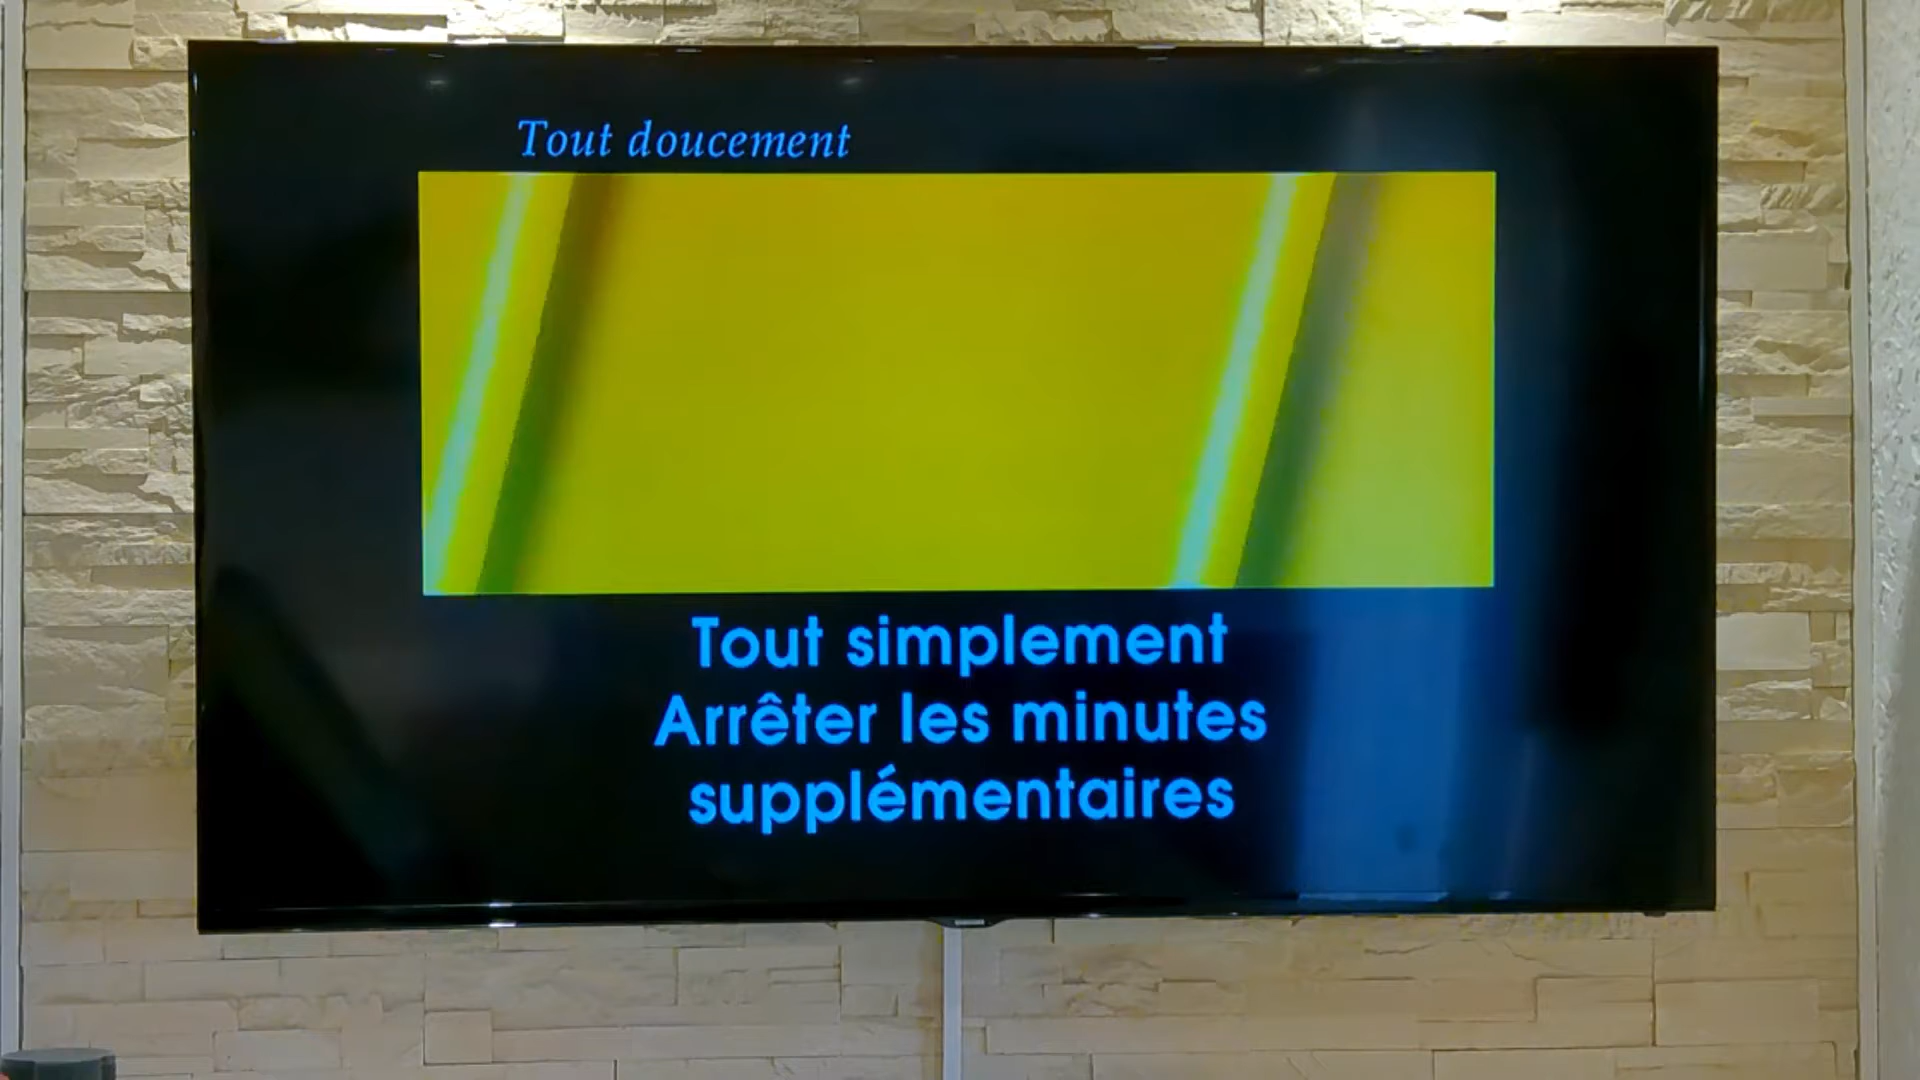 Tout doucement
Tout simplement
Arrêter les minutes
supplémentaires